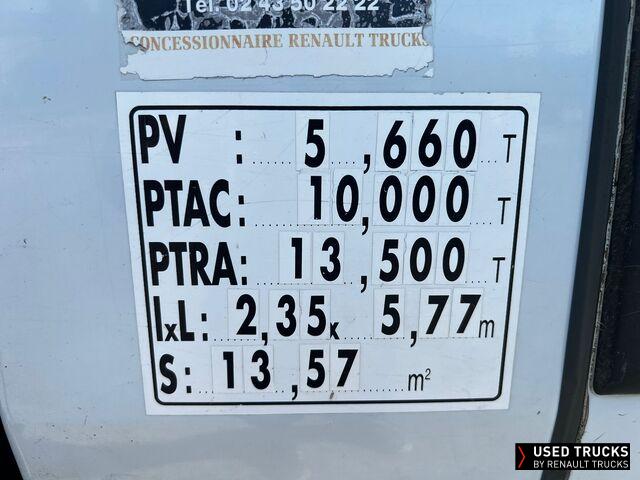 Tel: 02 43 50 22 22
CONCESSIONNAIRE RENAULT TRUCKS
PV : 5,660 T
PTAC: 10,000 T
PTRA: 13,500 T
lxL: 2,35x 5,77m
S: 13,57 m²
USED TRUCKS
BY RENAULT TRUCKS